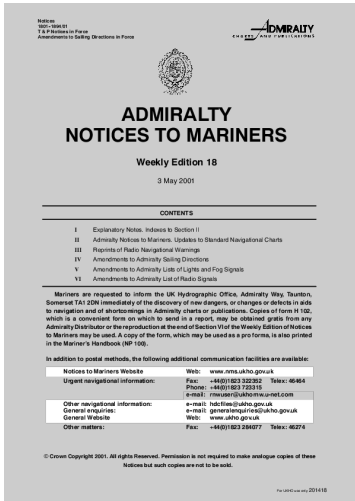 Notices
1801--1894/01
T & P Notices in Force
Amendments to Sailing Directions in Force
ADMIRALTY
CHARTS AND PUBLICATIONS
ADMIRALTY
NOTICES TO MARINERS
Weekly Edition 18
3 May 2001
CONTENTS
I Explanatory Notes. Indexes to Section II
II Admiralty Notices to Mariners. Updates to Standard Navigational Charts
III Reprints of Radio Navigational Warnings
IV Amendments to Admiralty Sailing Directions
V Amendments to Admiralty Lists of Lights and Fog Signals
VI Amendments to Admiralty List of Radio Signals
Mariners are requested to inform the UK Hydrographic Office, Admiralty Way, Taunton,
Somerset TA1 2DN immediately of the discovery of new dangers, or changes or defects in aids
to navigation and of shortcomings in Admiralty charts or publications. Copies of form H102,
which is a convenient form on which to send in a report, may be obtained gratis from any
Admiralty Distributor or the reproduction at the end of Section VI of the Weekly Edition of Notices
to Mariners may be used. A copy of the form, which may be used as a pro forma, is also printed
in the Mariner's Handbook (NP 100).
In addition to postal methods, the following additional communication facilities are available:
Notices to Mariners Website Web: www.nms.ukho.gov.uk
Urgent navigational information: Fax: +44(0)1823 322352 Telex: 46464
Phone: +44(0)1823 723315
e-mail: rnwuser@ukhornw.u-net.com
Other navigational information: e-mail: hdcfiles@ukho.gov.uk
General enquiries: e-mail: generalenquiries@ukho.gov.uk
General Website Web: www.ukho.gov.uk
Other matters: Fax: +44(0)1823 284077 Telex: 46274
© Crown Copyright 2001. All rights Reserved. Permission is not required to make analogue copies of these
Notices but such copies are not to be sold.
For UKHO use only 201418